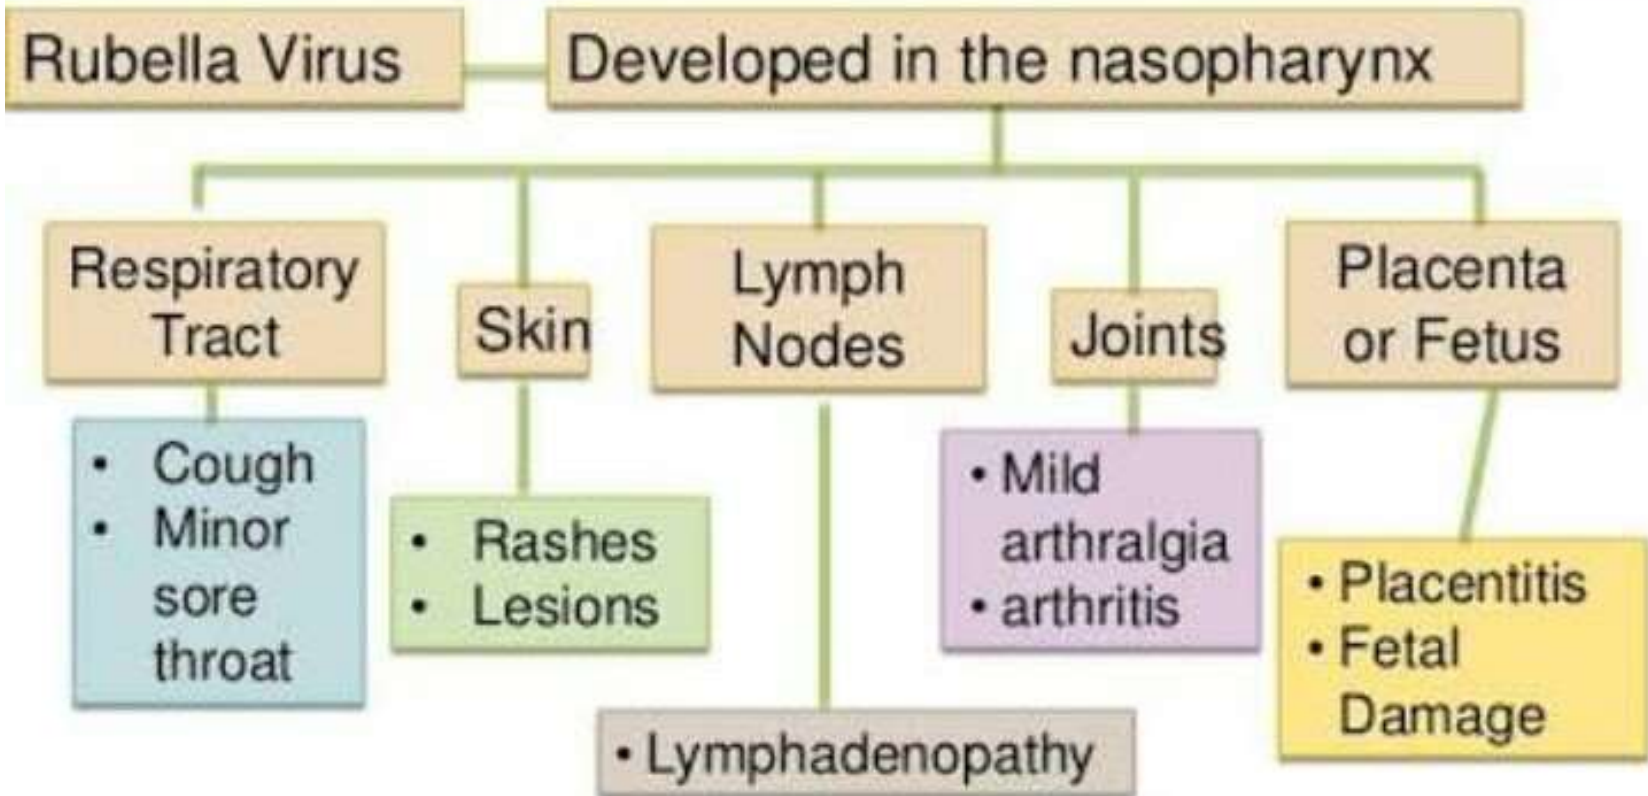 Rubella Virus
Developed in the nasopharynx
Respiratory
Tract
Skin
Lymph
Nodes
Joints
Placenta
or Fetus
• Cough
• Minor
sore
throat
• Rashes
• Lesions
• Lymphadenopathy
• Mild
arthralgia
• arthritis
• Placentitis
• Fetal
Damage